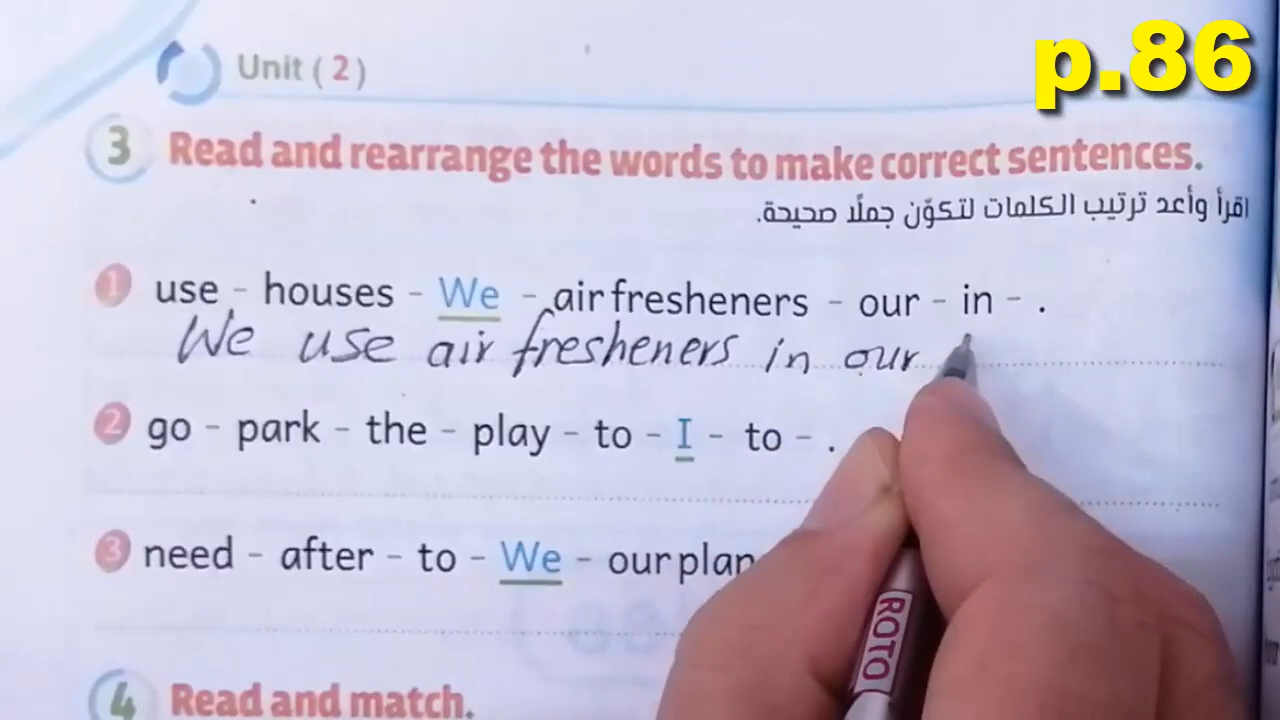 p.86
Unit (2)
3 Read and rearrange the words to make correct sentences.
اقرأ وأعد ترتيب الكلمات لتكوّن جملًا صحيحة.
1 use - houses - We - air fresheners - our - in - .
We use air fresheners in our
2 go - park - the - play - to - I - to - .
3 need - after - to - We - our plan
4 Read and match.
ROTO